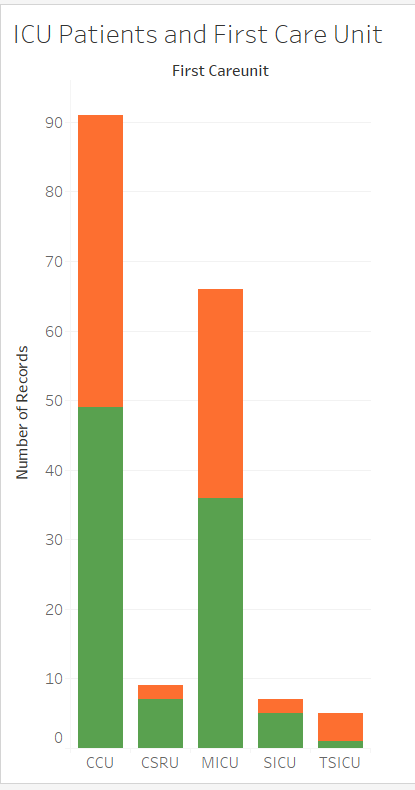 ICU Patients and First Care Unit
First Careunit
Number of Records
90
80
70
60
50
40
30
20
10
0
CCU CSRU MICU SICU TSICU